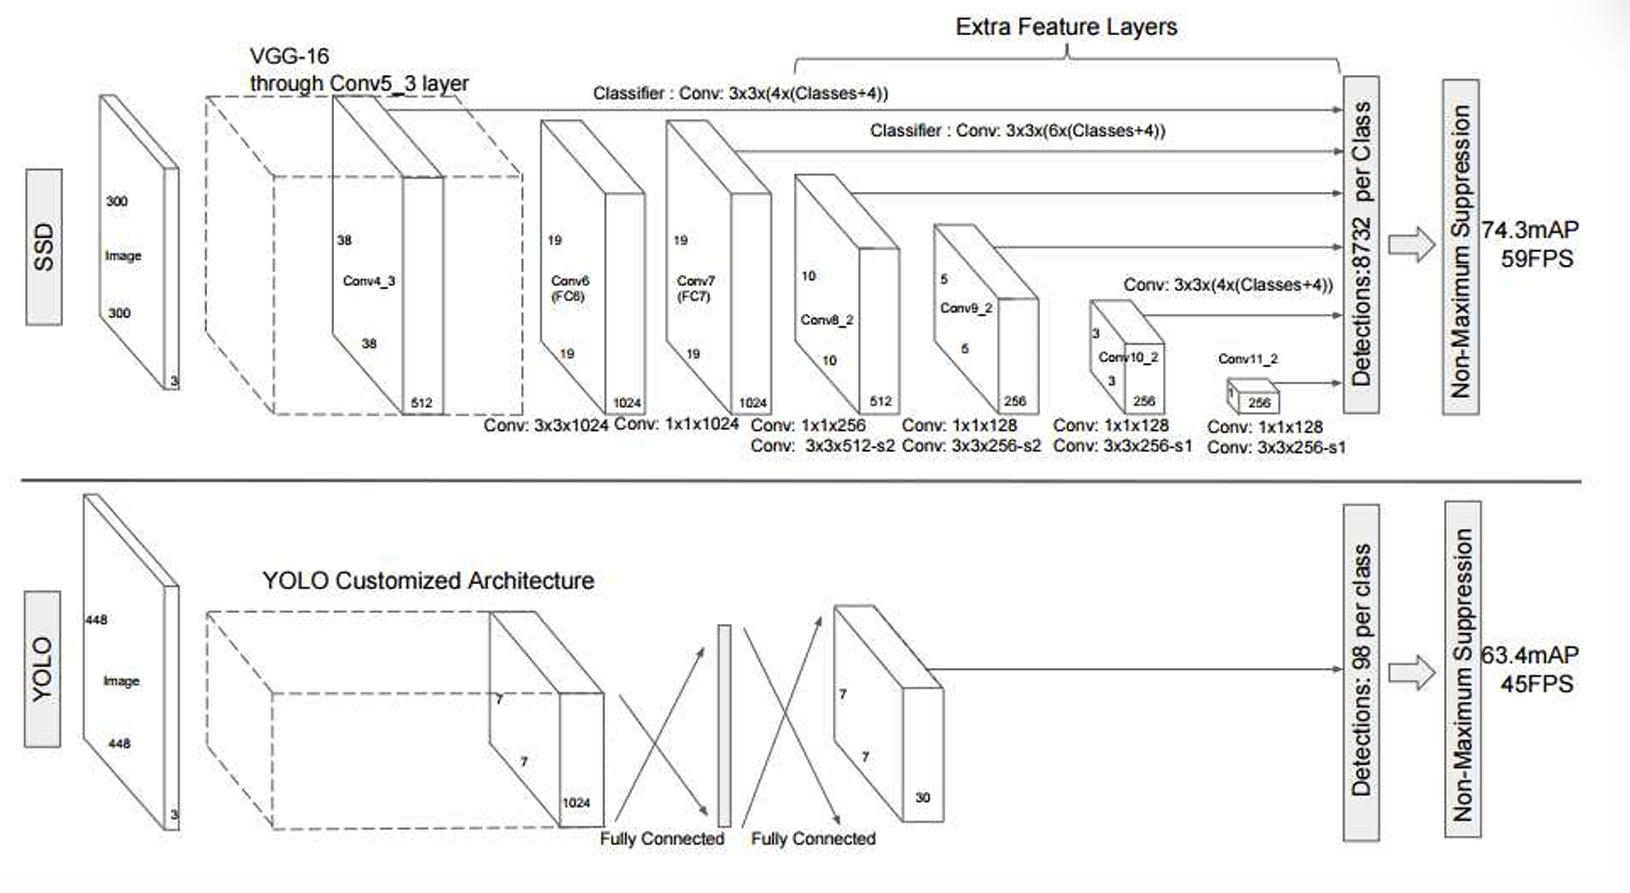 Extra Feature Layers
VGG-16
through Conv5_3 layer
Classifier : Conv: 3x3x(4x(Classes+4))
Classifier : Conv: 3x3x(6x(Classes+4))
SSD
300
Image
300
3
38
Conv4_3
38
512
19
Conv6
(FC6)
19
1024
19
Conv7
(FC7)
19
1024
10
Conv8_2
10
512
5
Conv9_2
5
256
Conv: 3x3x(4x(Classes+4))
3
Conv10_2
3
256
Conv11_2
1
256
Conv: 3x3x1024
Conv: 1x1x1024
Conv: 1x1x256
Conv: 3x3x512-s2
Conv: 1x1x128
Conv: 3x3x256-s2
Conv: 1x1x128
Conv: 3x3x256-s1
Conv: 1x1x128
Conv: 3x3x256-s1
Detections:8732 per Class
Non-Maximum Suppression
74.3mAP
59FPS
YOLO
448
Image
448
3
YOLO Customized Architecture
7
7
1024
Fully Connected
Fully Connected
7
7
30
Detections: 98 per class
Non-Maximum Suppression
63.4mAP
45FPS